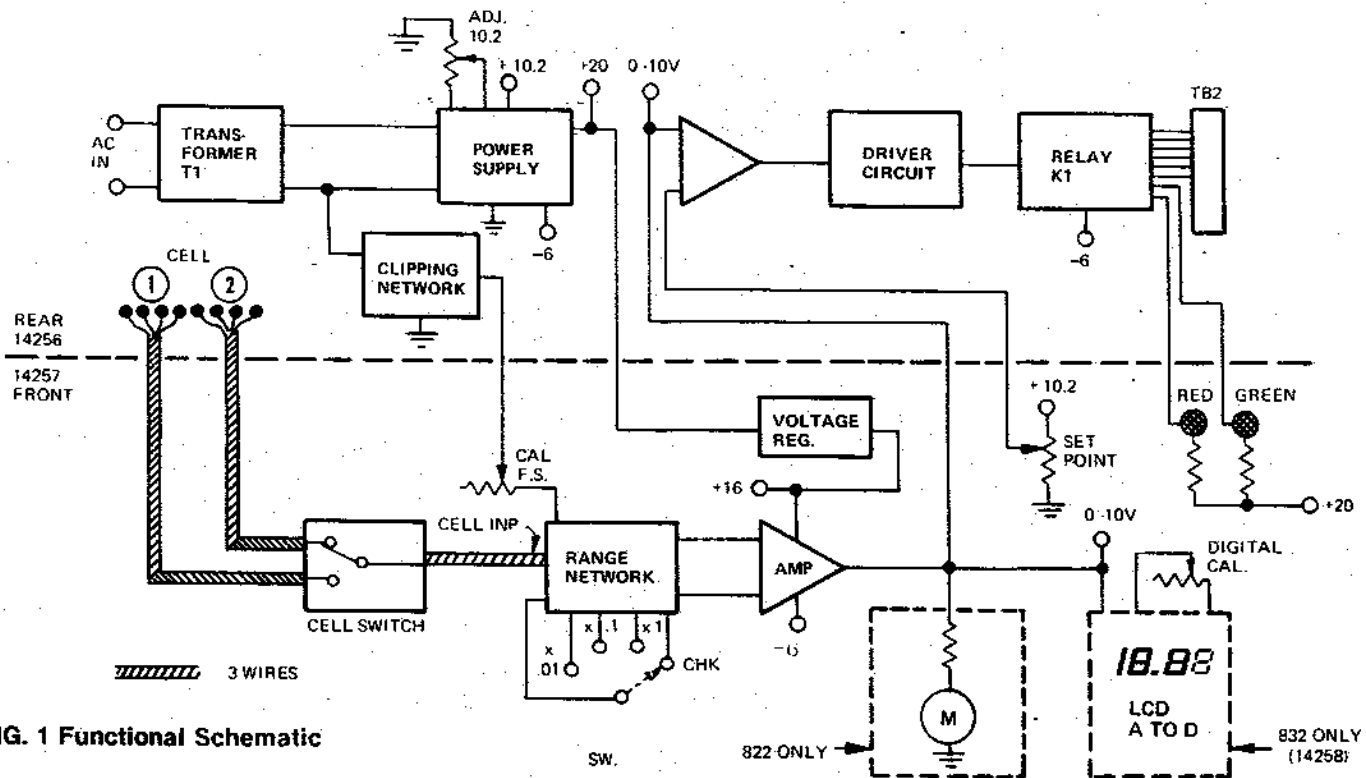 ADJ.
10.2
+ 10.2
+20
0 -10V
TB2
AC
IN
TRANS-
FORMER
T1
POWER
SUPPLY
DRIVER
CIRCUIT
RELAY
K1
-6
-6
CELL
1
2
CLIPPING
NETWORK
REAR
14256
14257
FRONT
+ 10.2
RED
GREEN
VOLTAGE
REG.
SET
POINT
CAL
F.S.
+16
+20
CELL INP
0 -10V
RANGE
NETWORK
AMP
DIGITAL
CAL.
CELL SWITCH
x
.01
x .1
x 1
CHK
-6
18.88
3 WIRES
LCD
A TO D
M
G. 1 Functional Schematic
SW.
822 ONLY
832 ONLY
(14258)